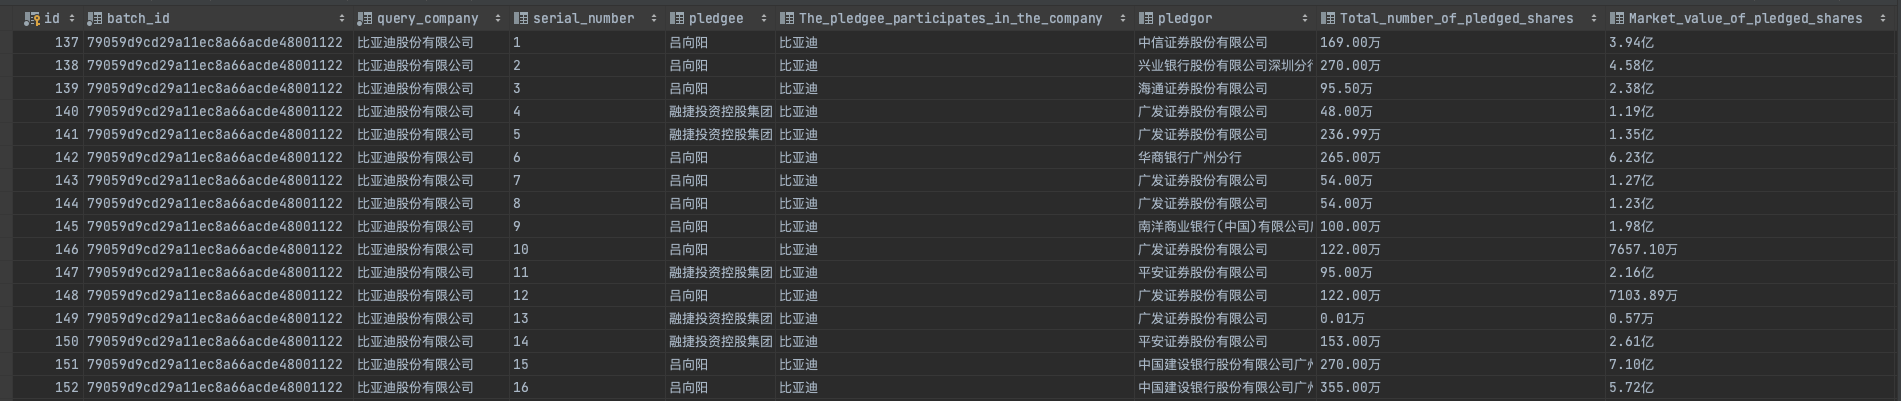 id batch_id query_company serial_number pledgee The_pledgee_participates_in_the_company pledgor Total_number_of_pledged_shares Market_value_of_pledged_shares
137 79059d9cd29a11ec8a66acde48001122 比亚迪股份有限公司 1 吕向阳 比亚迪 中信证券股份有限公司 169.00万 3.94亿
138 79059d9cd29a11ec8a66acde48001122 比亚迪股份有限公司 2 吕向阳 比亚迪 兴业银行股份有限公司深圳分行 270.00万 4.58亿
139 79059d9cd29a11ec8a66acde48001122 比亚迪股份有限公司 3 吕向阳 比亚迪 海通证券股份有限公司 95.50万 2.38亿
140 79059d9cd29a11ec8a66acde48001122 比亚迪股份有限公司 4 融捷投资控股集团 比亚迪 广发证券股份有限公司 48.00万 1.19亿
141 79059d9cd29a11ec8a66acde48001122 比亚迪股份有限公司 5 融捷投资控股集团 比亚迪 广发证券股份有限公司 236.99万 1.35亿
142 79059d9cd29a11ec8a66acde48001122 比亚迪股份有限公司 6 吕向阳 比亚迪 华商银行广州分行 265.00万 6.23亿
143 79059d9cd29a11ec8a66acde48001122 比亚迪股份有限公司 7 吕向阳 比亚迪 广发证券股份有限公司 54.00万 1.27亿
144 79059d9cd29a11ec8a66acde48001122 比亚迪股份有限公司 8 吕向阳 比亚迪 广发证券股份有限公司 54.00万 1.23亿
145 79059d9cd29a11ec8a66acde48001122 比亚迪股份有限公司 9 吕向阳 比亚迪 南洋商业银行(中国)有限公司 100.00万 1.98亿
146 79059d9cd29a11ec8a66acde48001122 比亚迪股份有限公司 10 吕向阳 比亚迪 广发证券股份有限公司 122.00万 7657.10万
147 79059d9cd29a11ec8a66acde48001122 比亚迪股份有限公司 11 融捷投资控股集团 比亚迪 平安证券股份有限公司 95.00万 2.16亿
148 79059d9cd29a11ec8a66acde48001122 比亚迪股份有限公司 12 吕向阳 比亚迪 广发证券股份有限公司 122.00万 7103.89万
149 79059d9cd29a11ec8a66acde48001122 比亚迪股份有限公司 13 融捷投资控股集团 比亚迪 广发证券股份有限公司 0.01万 0.57亿
150 79059d9cd29a11ec8a66acde48001122 比亚迪股份有限公司 14 融捷投资控股集团 比亚迪 平安证券股份有限公司 153.00万 2.61亿
151 79059d9cd29a11ec8a66acde48001122 比亚迪股份有限公司 15 吕向阳 比亚迪 中国建设银行股份有限公司广州 270.00万 7.10亿
152 79059d9cd29a11ec8a66acde48001122 比亚迪股份有限公司 16 吕向阳 比亚迪 中国建设银行股份有限公司广州 355.00万 5.72亿